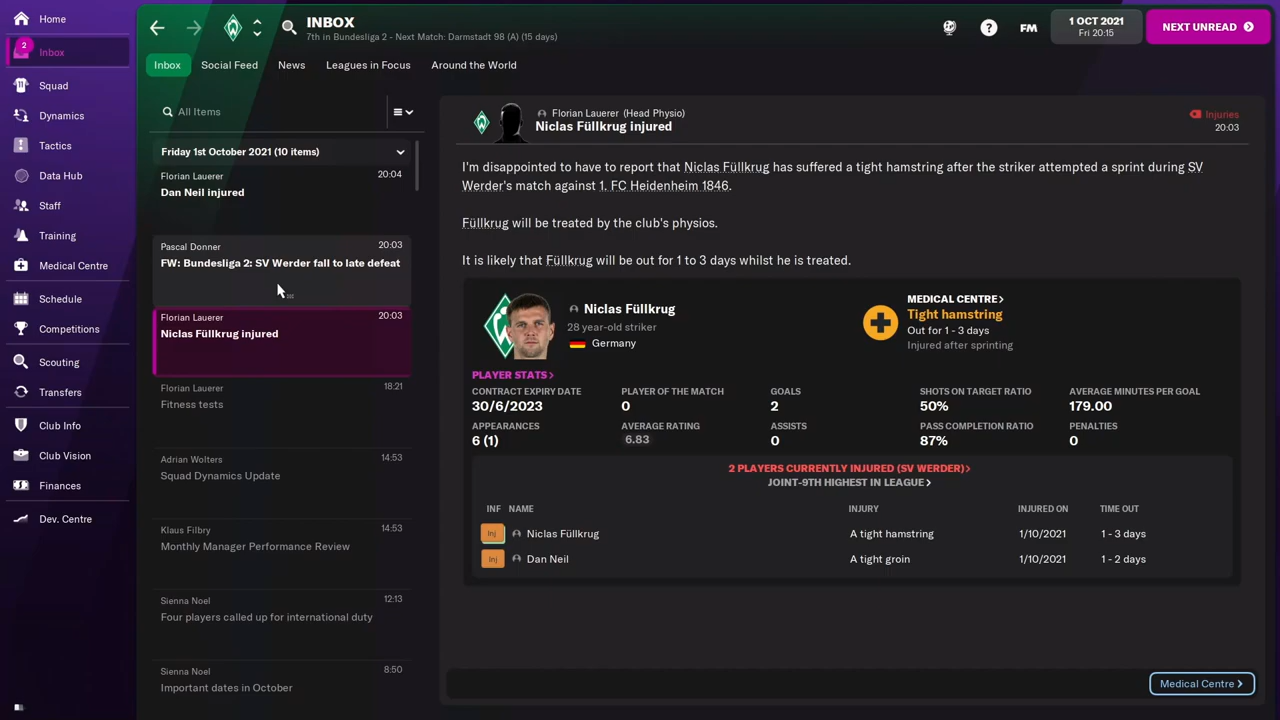 Home
2
Inbox
Squad
Dynamics
Tactics
Data Hub
Staff
Training
Medical Centre
Schedule
Competitions
Scouting
Transfers
Club Info
Club Vision
Finances
Dev. Centre
INBOX
7th in Bundesliga 2 - Next Match: Darmstadt 98 (A) (15 days)
?
FM
1 OCT 2021
Fri 20:15
NEXT UNREAD
Inbox
Social Feed
News
Leagues in Focus
Around the World
All Items
Friday 1st October 2021 (10 items)
Florian Lauerer 20:04
Dan Neil injured
Pascal Donner 20:03
FW: Bundesliga 2: SV Werder fall to late defeat
Florian Lauerer 20:03
Niclas Füllkrug injured
Florian Lauerer 18:21
Fitness tests
Adrian Wolters 14:53
Squad Dynamics Update
Klaus Filbry 14:53
Monthly Manager Performance Review
Sienna Noel 12:13
Four players called up for international duty
Sienna Noel 8:50
Important dates in October
Florian Lauerer (Head Physio)
Niclas Füllkrug injured
Injuries
20:03
I'm disappointed to have to report that Niclas Füllkrug has suffered a tight hamstring after the striker attempted a sprint during SV
Werder's match against 1. FC Heidenheim 1846.
Füllkrug will be treated by the club's physios.
It is likely that Füllkrug will be out for 1 to 3 days whilst he is treated.
Niclas Füllkrug
28 year-old striker
Germany
MEDICAL CENTRE
Tight hamstring
Out for 1 - 3 days
Injured after sprinting
PLAYER STATS
CONTRACT EXPIRY DATE PLAYER OF THE MATCH GOALS SHOTS ON TARGET RATIO AVERAGE MINUTES PER GOAL
30/6/2023 0 2 50% 179.00
APPEARANCES AVERAGE RATING ASSISTS PASS COMPLETION RATIO PENALTIES
6 (1) 6.83 0 87% 0
2 PLAYERS CURRENTLY INJURED (SV WERDER)
JOINT-9TH HIGHEST IN LEAGUE
INF NAME INJURY INJURED ON TIME OUT
Inj Niclas Füllkrug A tight hamstring 1/10/2021 1 - 3 days
Inj Dan Neil A tight groin 1/10/2021 1 - 2 days
Medical Centre